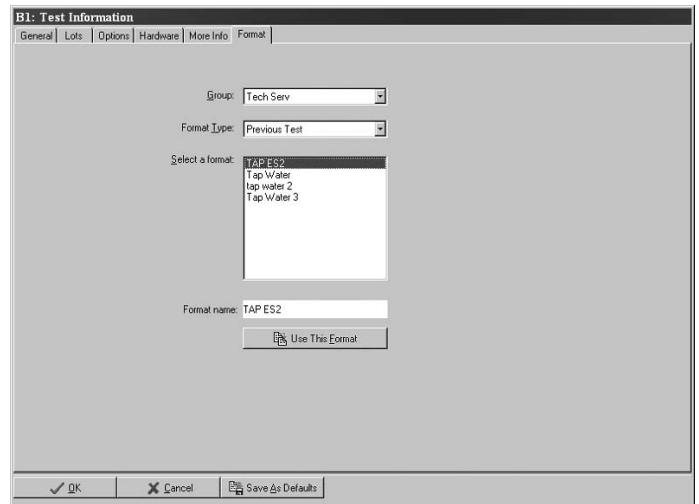 B1: Test Information
General Lots Options Hardware More Info Format
Group: Tech Serv
Format Type: Previous Test
Select a format: TAP ES2
Tap Water
tap water 2
Tap Water 3
Format name: TAP ES2
Use This Format
OK Cancel Save As Defaults